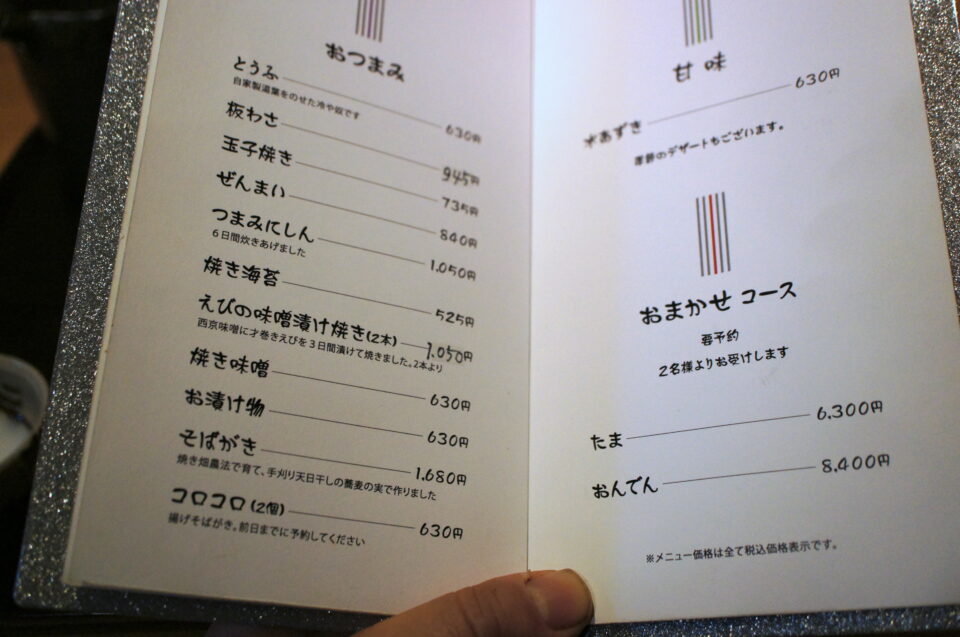 おつまみ
とうふ 630円
自家製湯葉をのせた冷や奴です
板わさ 945円
玉子焼き 735円
ぜんまい 840円
つまみにしん 1,050円
6日間炊きあげました
焼き海苔 525円
えびの味噌漬け焼き(2本) 1,050円
西京味噌に才巻きえびを3日間漬けて焼きました。2本より
焼き味噌 630円
お漬け物 630円
そばがき 1,680円
焼き畑農法で育て、手刈り天日干しの蕎麦の実で作りました
コロコロ(2個) 630円
揚げそばがき。前日までに予約してください
甘味
水あずき 630円
季節のデザートもございます。
おまかせコース
要予約
2名様よりお受けします
たま 6,300円
おんでん 8,400円
※メニュー価格は全て税込価格表示です。